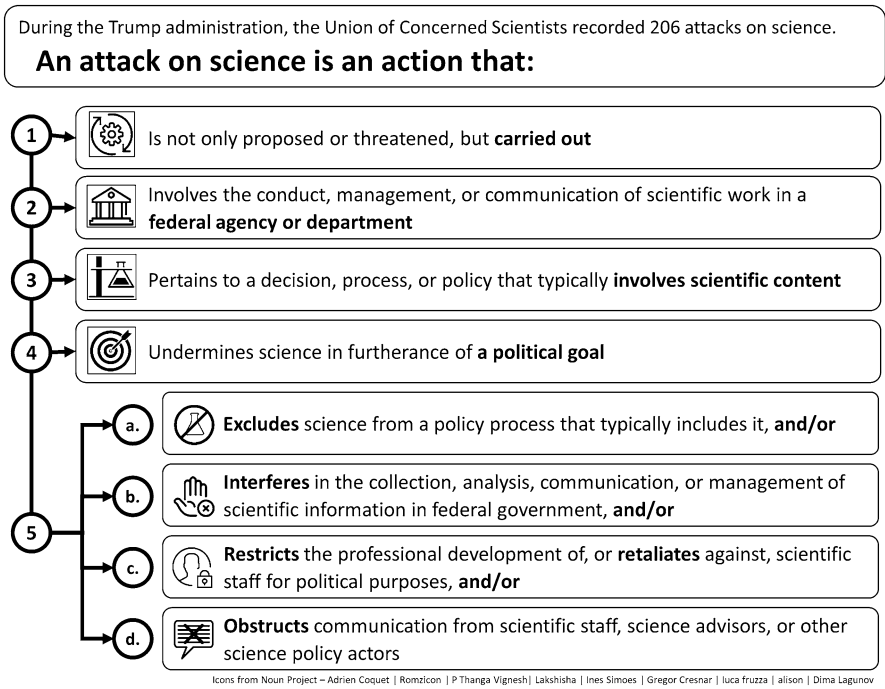 During the Trump administration, the Union of Concerned Scientists recorded 206 attacks on science.
An attack on science is an action that:
1
Is not only proposed or threatened, but carried out
2
Involves the conduct, management, or communication of scientific work in a
federal agency or department
3
Pertains to a decision, process, or policy that typically involves scientific content
4
Undermines science in furtherance of a political goal
5
a.
Excludes science from a policy process that typically includes it, and/or
b.
Interferes in the collection, analysis, communication, or management of
scientific information in federal government, and/or
c.
Restricts the professional development of, or retaliates against, scientific
staff for political purposes, and/or
d.
Obstructs communication from scientific staff, science advisors, or other
science policy actors
Icons from Noun Project – Adrien Coquet | Romzicon | P Thanga Vignesh| Lakshisha | Ines Simoes | Gregor Cresnar | luca fruzza | alison | Dima Lagunov